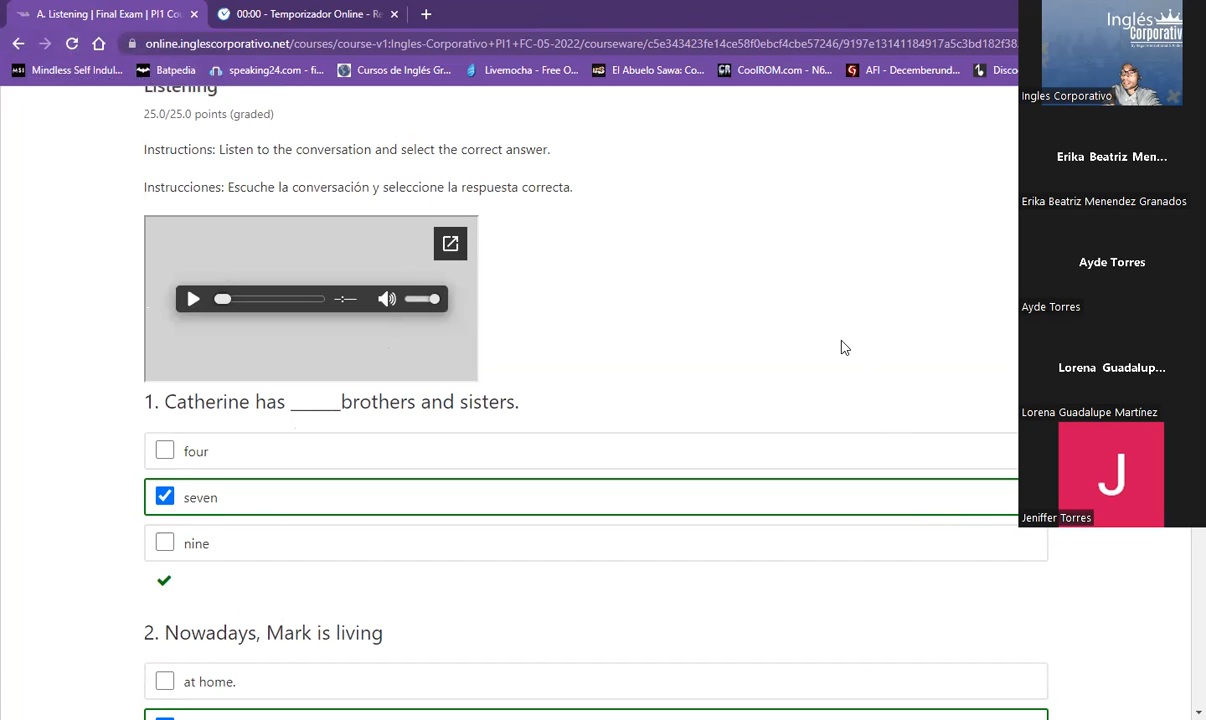 A. Listening | Final Exam | PI1 Co
00:00 - Temporizador Online - Re
online.inglescorporativo.net/courses/course-v1:Ingles-Corporativo+PI1+FC-05-2022/courseware/c5e343423fe14ce58f0ebcf4cbe57246/9197e13141184917a5c3bd182f38
Mindless Self Indul...
Batpedia
speaking24.com - fi...
Cursos de Inglés Gr...
Livemocha - Free O...
El Abuelo Sawa: Co...
CoolROM.com - N6...
AFI - Decemberund...
Disco
Listening
25.0/25.0 points (graded)
Instructions: Listen to the conversation and select the correct answer.
Instrucciones: Escuche la conversación y seleccione la respuesta correcta.
-:--
1. Catherine has ______brothers and sisters.
four
seven
nine
2. Nowadays, Mark is living
at home.
Inglés
Corporativ
Ingles Corporativo
Erika Beatriz Men...
Erika Beatriz Menendez Granados
Ayde Torres
Ayde Torres
Lorena Guadalup...
Lorena Guadalupe Martínez
J
Jeniffer Torres